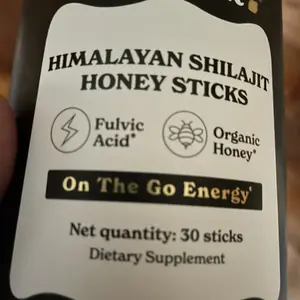 HIMALAYAN SHILAJIT
HONEY STICKS
Fulvic
Acid*
Organic
Honey*
On The Go Energy†
Net quantity: 30 sticks
Dietary Supplement